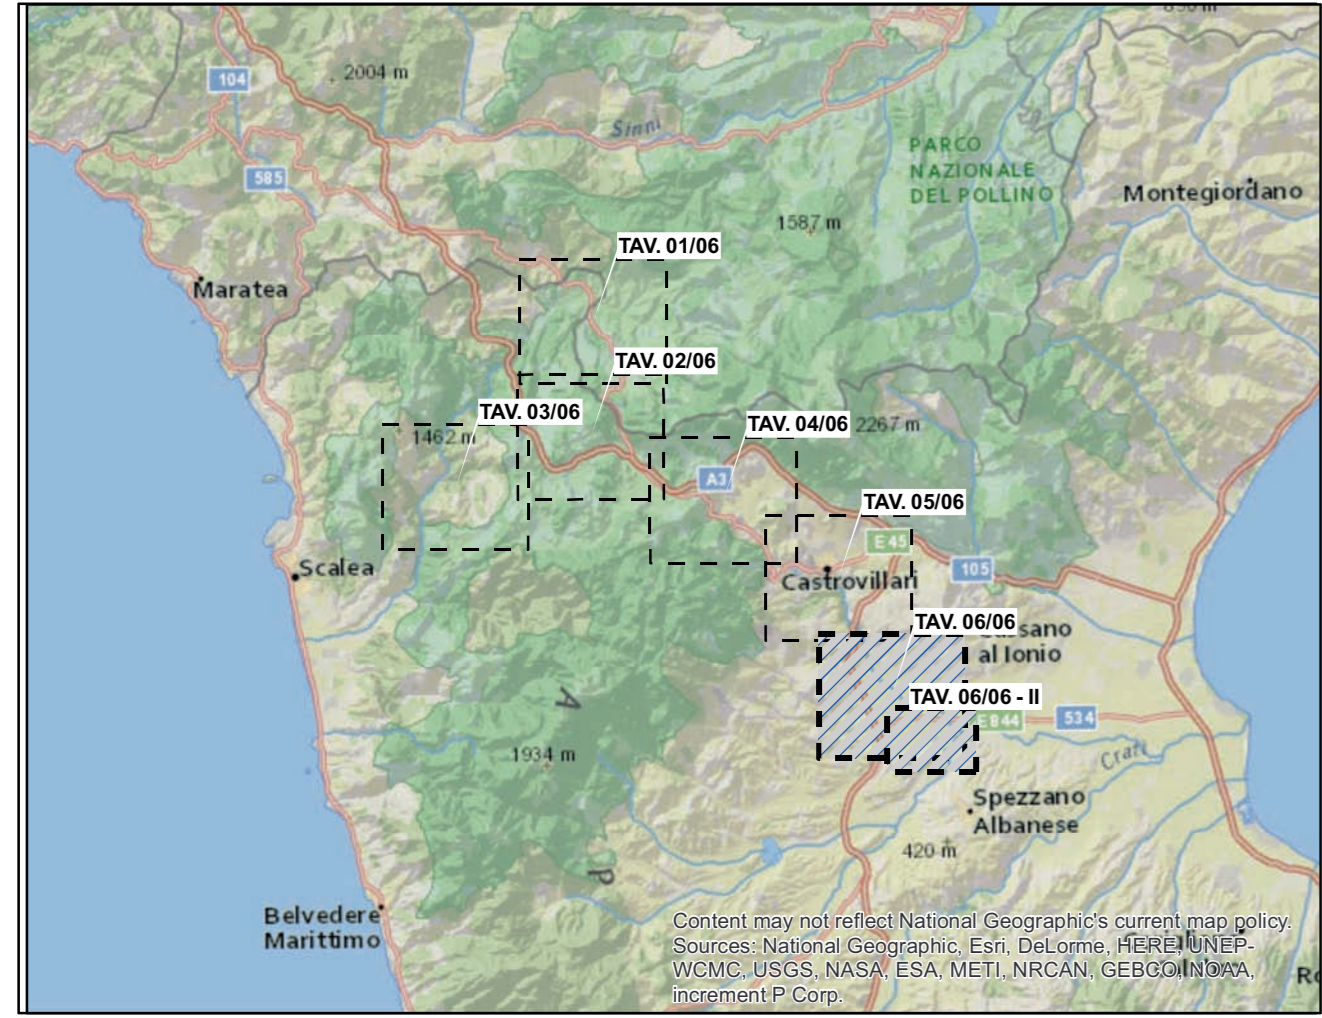 890 m
104
2004 m
Sinni
585
PARCO
NAZIONALE
DEL POLLINO
Montegiordano
1587 m
TAV. 01/06
Maratea
TAV. 02/06
TAV. 03/06
1462 m
TAV. 04/06
2267 m
A3
TAV. 05/06
E 45
105
Scalea
Castrovillari
TAV. 06/06
al Ionio
TAV. 06/06 - II
E844
534
Crati
A
1934 m
Spezzano
Albanese
420 m
P
Belvedere
Marittimo
Content may not reflect National Geographic's current map policy.
Sources: National Geographic, Esri, DeLorme, HERE, UNEP-
WCMC, USGS, NASA, ESA, METI, NRCAN, GEBCO, NOAA,
increment P Corp.